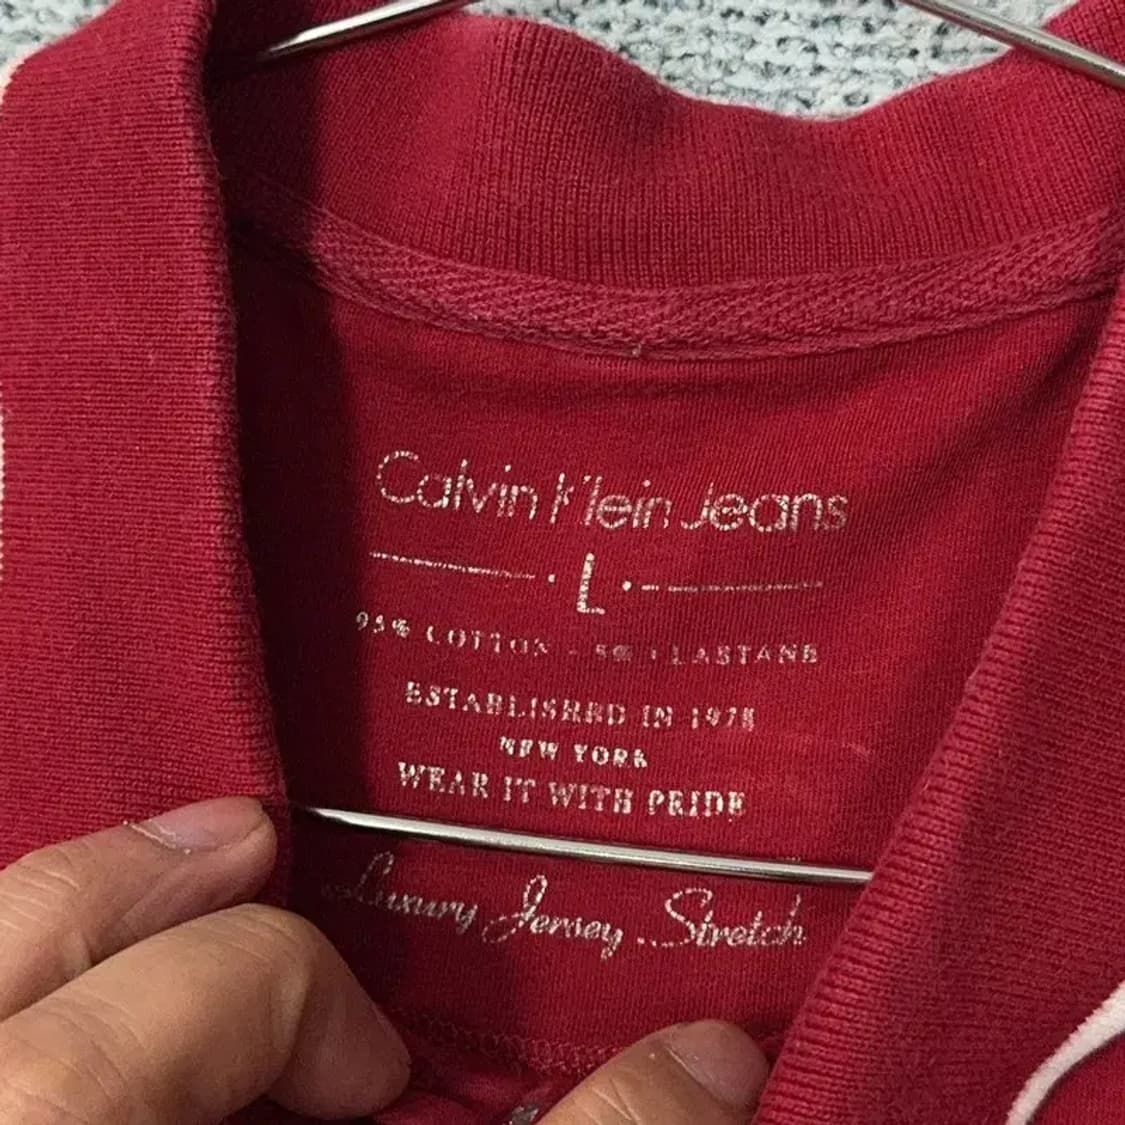 Calvin Klein Jeans
· L ·
95% COTTON - 5% ELASTANE
ESTABLISHED IN 1978
NEW YORK
WEAR IT WITH PRIDE
Luxury Jersey Stretch